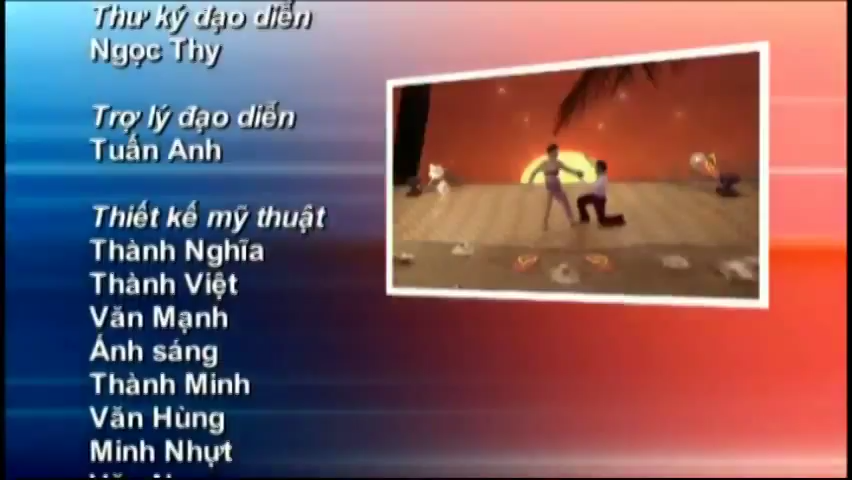 Thư ký đạo diễn
Ngọc Thy
Trợ lý đạo diễn
Tuấn Anh
Thiết kế mỹ thuật
Thành Nghĩa
Thành Việt
Văn Mạnh
Ánh sáng
Thành Minh
Văn Hùng
Minh Nhựt